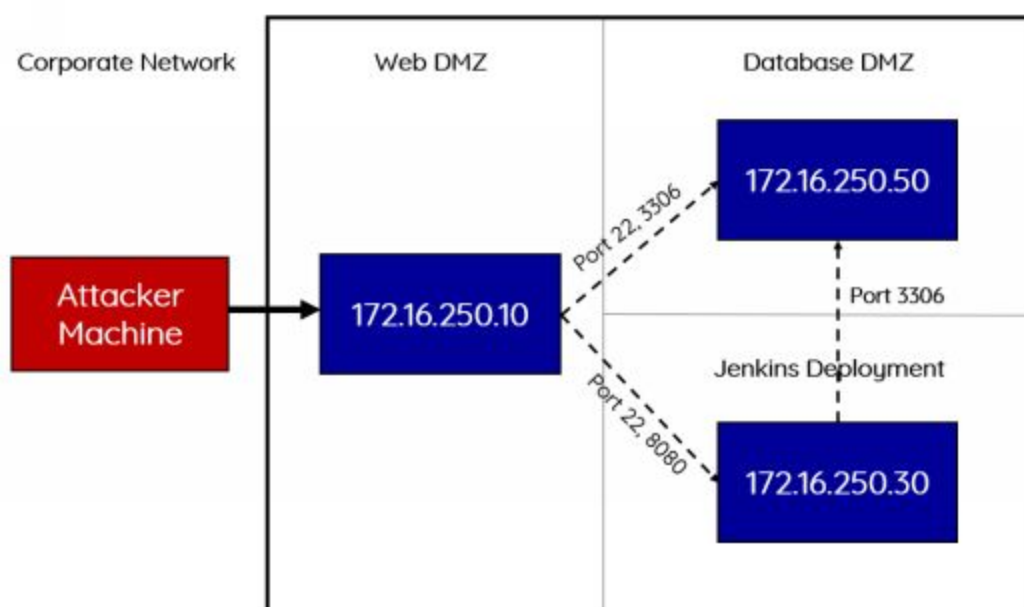 Corporate Network
Web DMZ
Database DMZ
172.16.250.50
Port 22, 3306
Attacker
Machine
172.16.250.10
Port 3306
Jenkins Deployment
Port 22, 8080
172.16.250.30